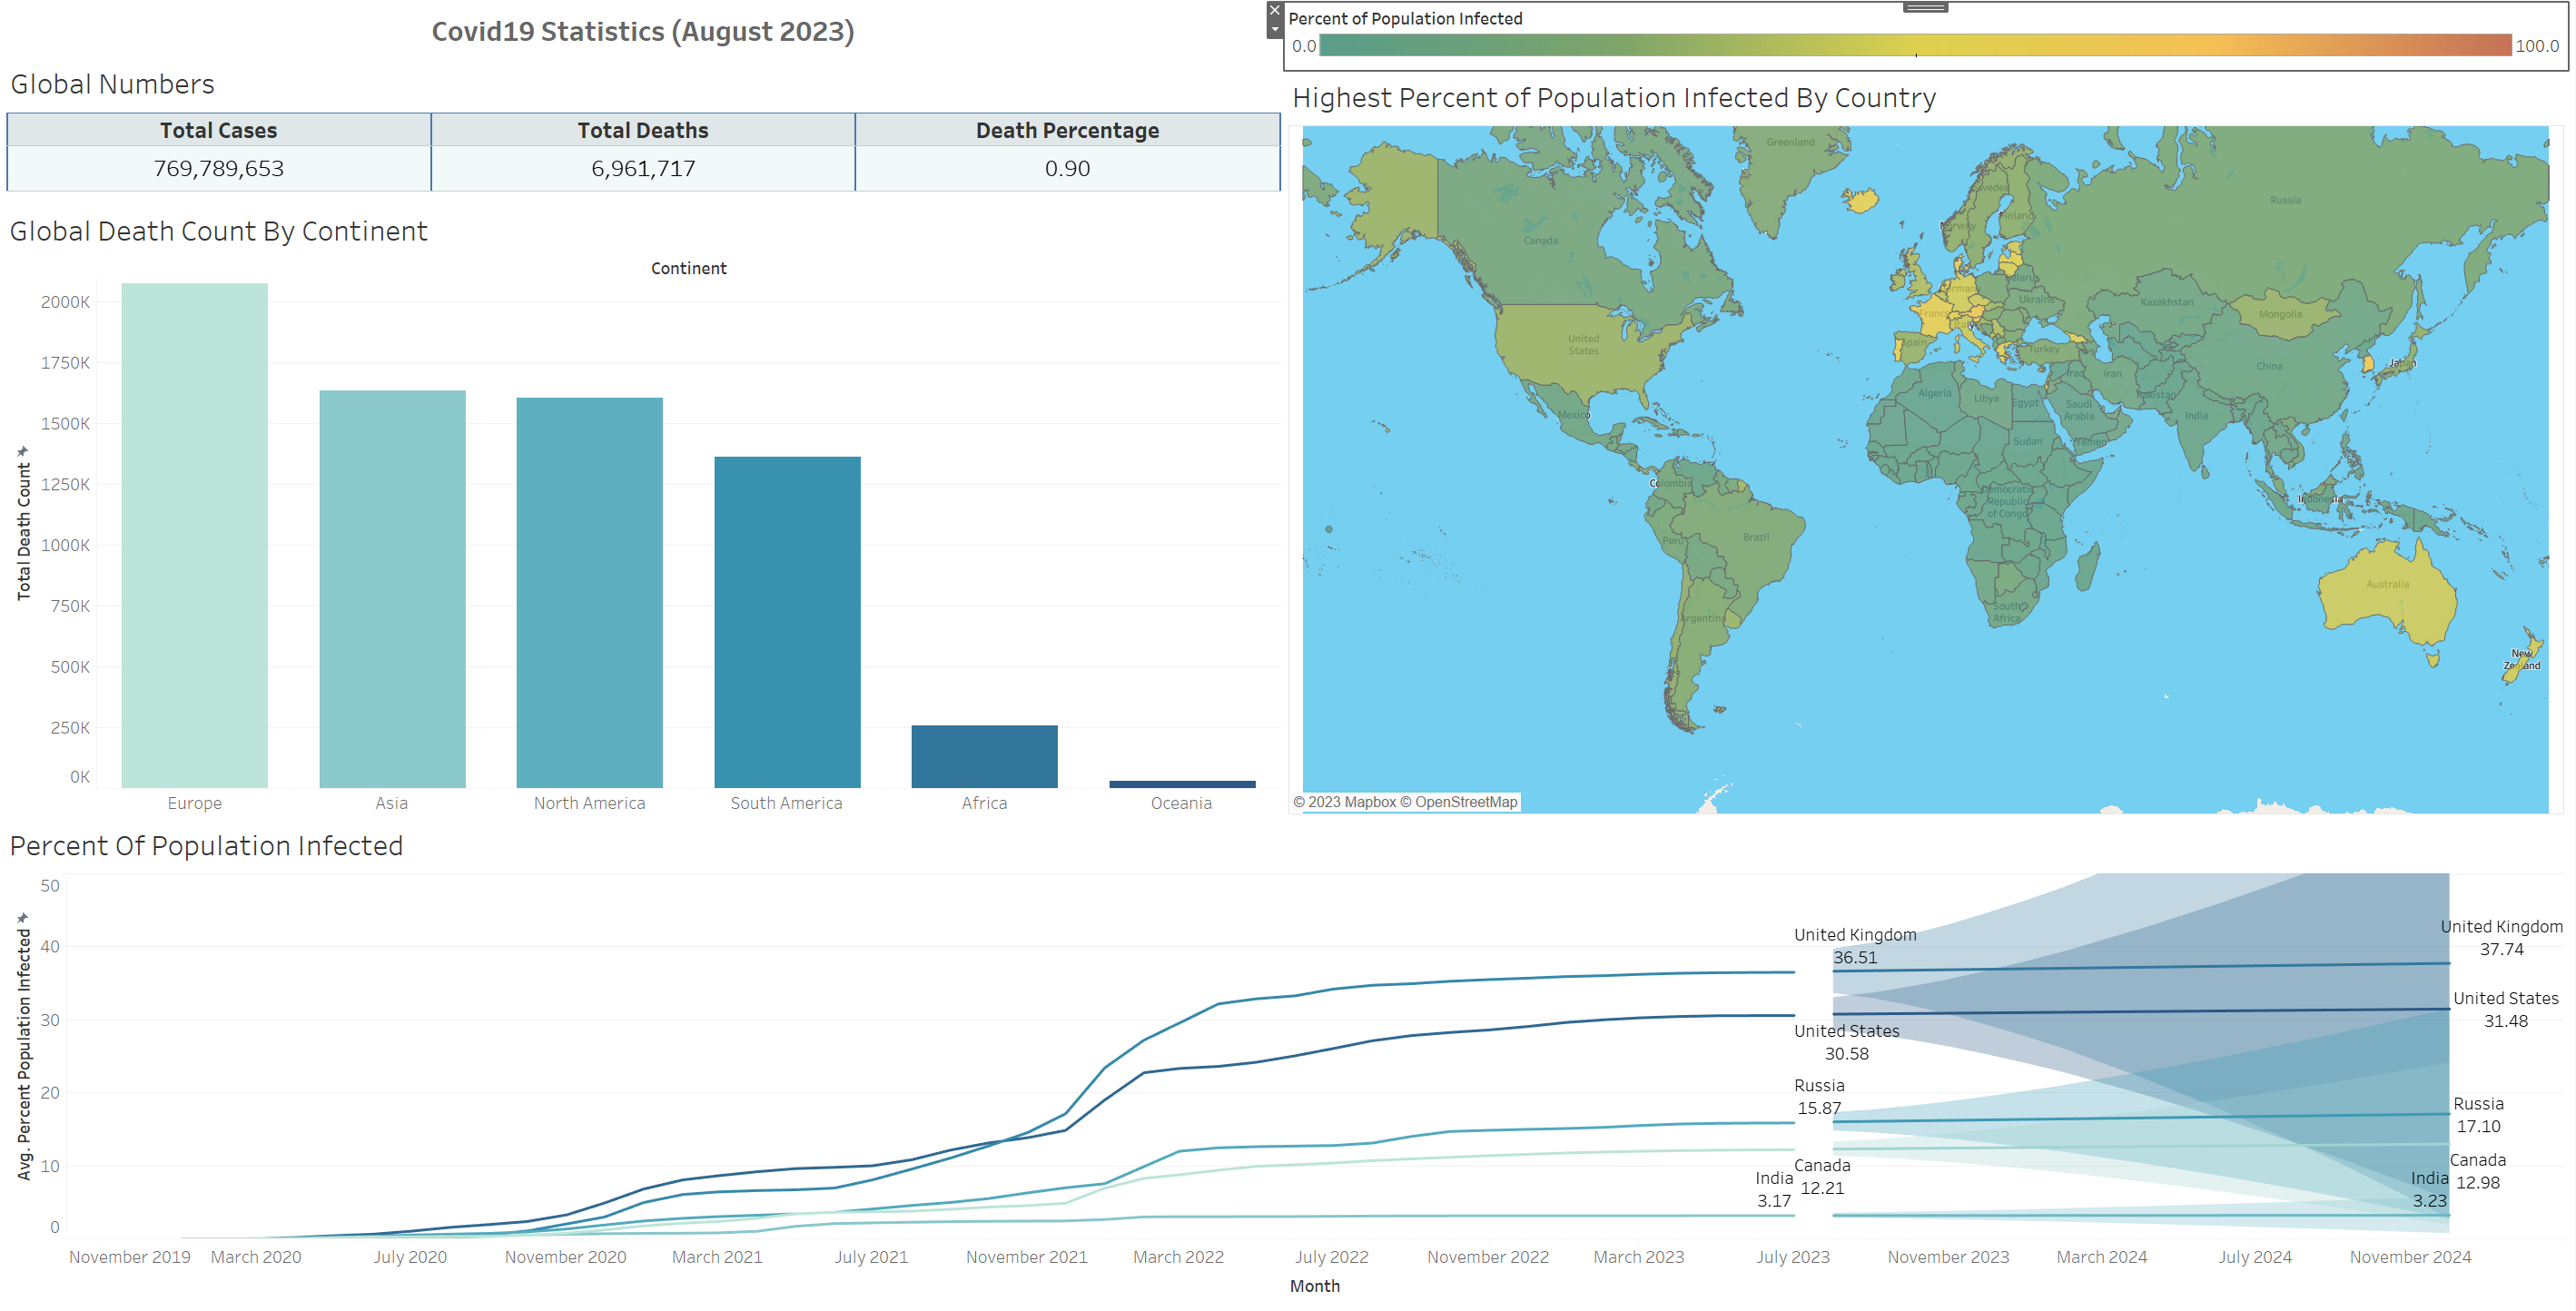 Covid19 Statistics (August 2023)
Percent of Population Infected
0.0 100.0
Global Numbers
Total Cases Total Deaths Death Percentage
769,789,653 6,961,717 0.90
Global Death Count By Continent
Continent
Total Death Count
2000K
1750K
1500K
1250K
1000K
750K
500K
250K
0K
Europe Asia North America South America Africa Oceania
Highest Percent of Population Infected By Country
Greenland
Canada
United
States
Mexico
Colombia
Peru
Brazil
Argentina
Sweden
Finland
Norway
Russia
Ukraine
Kazakhstan
Mongolia
France
Spain
Turkey
Iraq
Iran
China
Japan
Algeria
Libya
Egypt
Saudi
Arabia
Pakistan
India
Sudan
Yemen
Democratic
Republic
of Congo
Indonesia
South
Africa
Australia
New
Zealand
© 2023 Mapbox © OpenStreetMap
Percent Of Population Infected
Avg. Percent Population Infected
50
40
30
20
10
0
United Kingdom
36.51
United States
30.58
Russia
15.87
Canada
12.21
India
3.17
United Kingdom
37.74
United States
31.48
Russia
17.10
Canada
12.98
India
3.23
November 2019 March 2020 July 2020 November 2020 March 2021 July 2021 November 2021 March 2022 July 2022 November 2022 March 2023 July 2023 November 2023 March 2024 July 2024 November 2024
Month